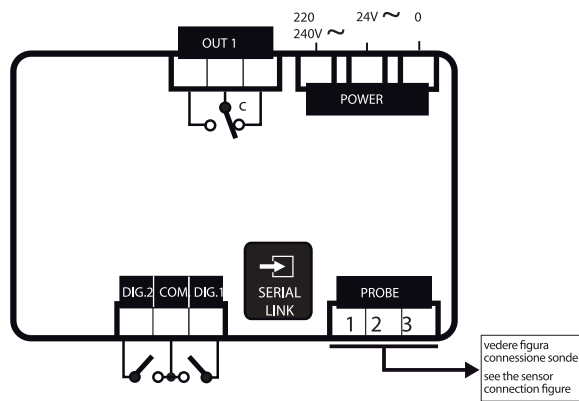 220
240V ~
24V ~
0
OUT 1
POWER
C
DIG.2 COM. DIG.1
SERIAL
LINK
PROBE
1 2 3
vedere figura
connessione sonde
see the sensor
connection figure